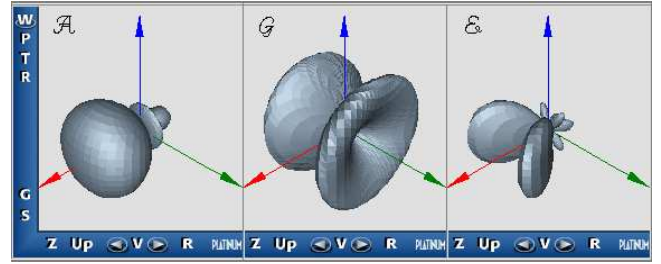 W
P
T
R
G
S
𝒜 𝒢 ℰ
Z Up V R PLATINUM Z Up V R PLATINUM Z Up V R PLATINUM